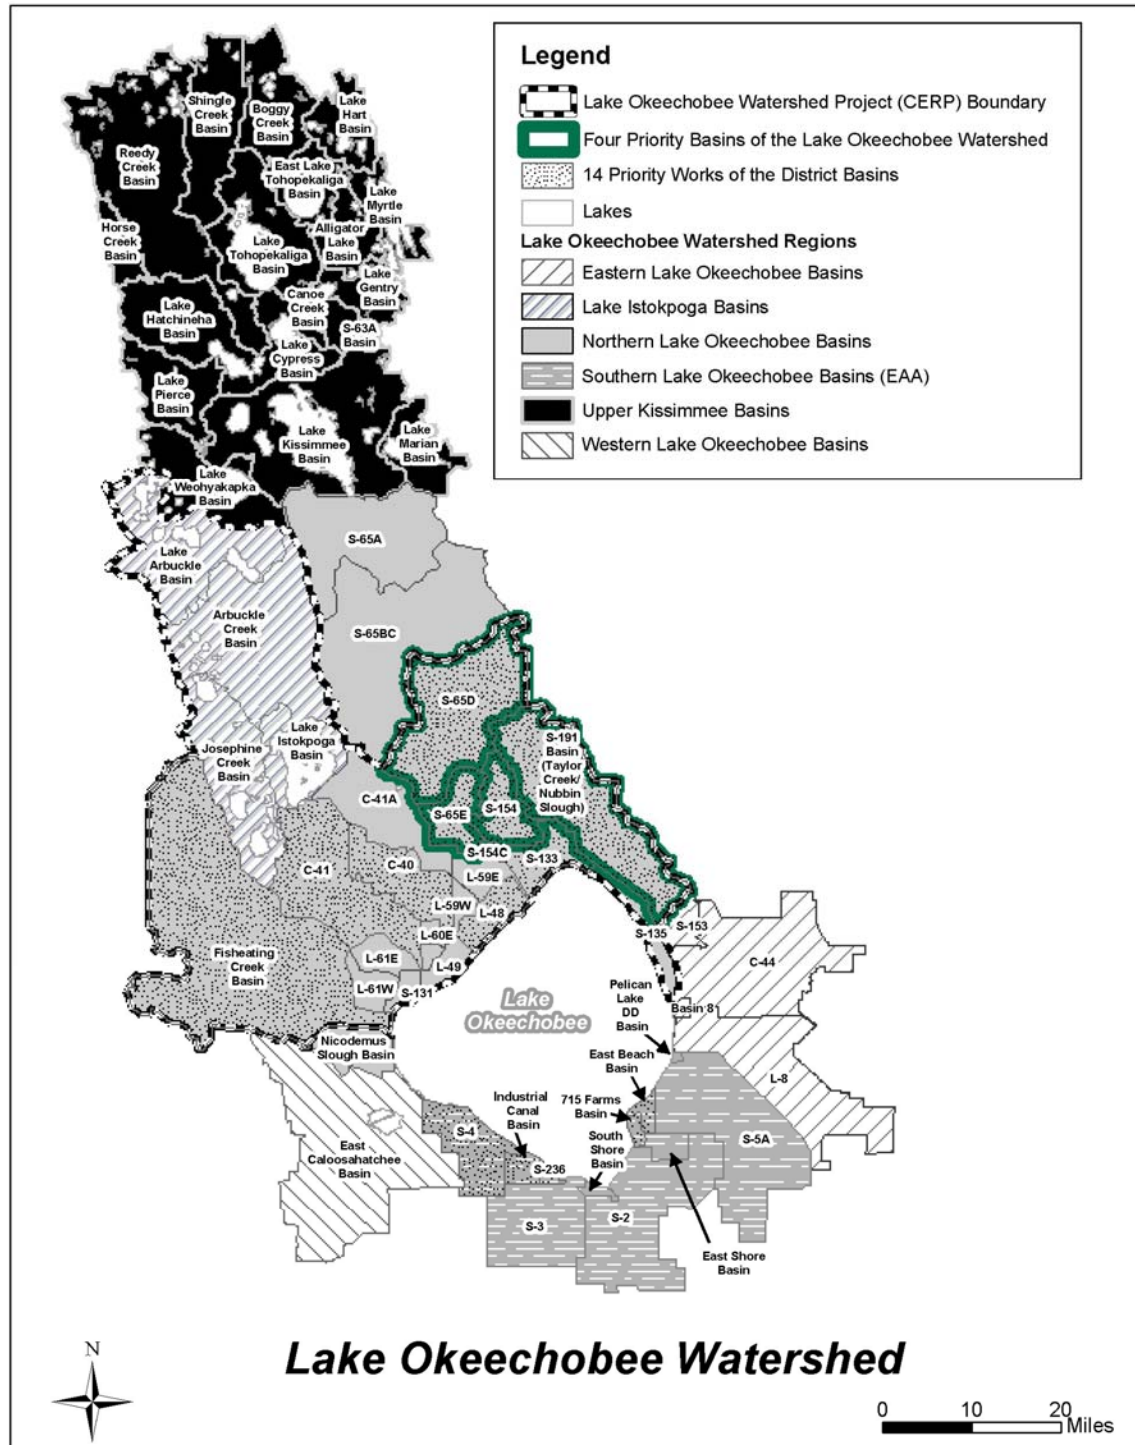 Legend
Lake Okeechobee Watershed Project (CERP) Boundary
Four Priority Basins of the Lake Okeechobee Watershed
14 Priority Works of the District Basins
Lakes
Lake Okeechobee Watershed Regions
Eastern Lake Okeechobee Basins
Lake Istokpoga Basins
Northern Lake Okeechobee Basins
Southern Lake Okeechobee Basins (EAA)
Upper Kissimmee Basins
Western Lake Okeechobee Basins
Shingle
Creek
Basin
Boggy
Creek
Basin
Lake
Hart
Basin
Reedy
Creek
Basin
East Lake
Tohopekaliga
Basin
Lake
Myrtle
Basin
Horse
Creek
Basin
Lake
Tohopekaliga
Basin
Alligator
Lake
Basin
Lake
Gentry
Basin
Lake
Hatchineha
Basin
Canoe
Creek
Basin
S-63A
Basin
Lake
Cypress
Basin
Lake
Pierce
Basin
Lake
Kissimmee
Basin
Lake
Marian
Basin
Lake
Weohyakapka
Basin
S-65A
Lake
Arbuckle
Basin
Arbuckle
Creek
Basin
S-65BC
S-65D
Lake
Istokpoga
Basin
Josephine
Creek
Basin
S-191
Basin
(Taylor
Creek/
Nubbin
Slough)
C-41A
S-65E
S-154
S-154C
S-133
C-41
C-40
L-59E
L-59W
L-48
L-60E
L-61E
L-49
L-61W
S-131
Fisheating
Creek
Basin
S-135
S-153
C-44
Nicodemus
Slough Basin
Lake
Okeechobee
Pelican
Lake
DD
Basin
Basin 8
East Beach
Basin
L-8
Industrial
Canal
Basin
715 Farms
Basin
South
Shore
Basin
S-4
S-236
S-5A
East
Caloosahatchee
Basin
S-3
S-2
East Shore
Basin
Lake Okeechobee Watershed
N
0 10 20
Miles